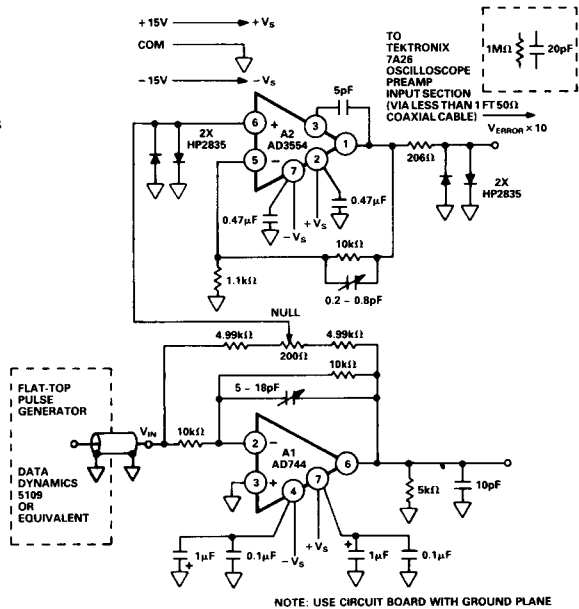 +15V
+VS
COM
-15V
-VS
TO
TEKTRONIX
7A26
OSCILLOSCOPE
PREAMP
INPUT SECTION
(VIA LESS THAN 1 FT 50Ω
COAXIAL CABLE)
1MΩ
20pF
VERROR × 10
5pF
2X
HP2835
6
+
A2
AD3554
3
1
5
−
7
2
206Ω
2X
HP2835
0.47µF
-VS
+VS
0.47µF
10kΩ
1.1kΩ
0.2 – 0.8pF
NULL
4.99kΩ
200Ω
4.99kΩ
10kΩ
5 – 18pF
FLAT-TOP
PULSE
GENERATOR
DATA
DYNAMICS
5109
OR
EQUIVALENT
VIN
10kΩ
2
−
A1
AD744
6
3
+
4
7
5kΩ
10pF
+
1µF
0.1µF
-VS
+VS
+
1µF
0.1µF
NOTE: USE CIRCUIT BOARD WITH GROUND PLANE